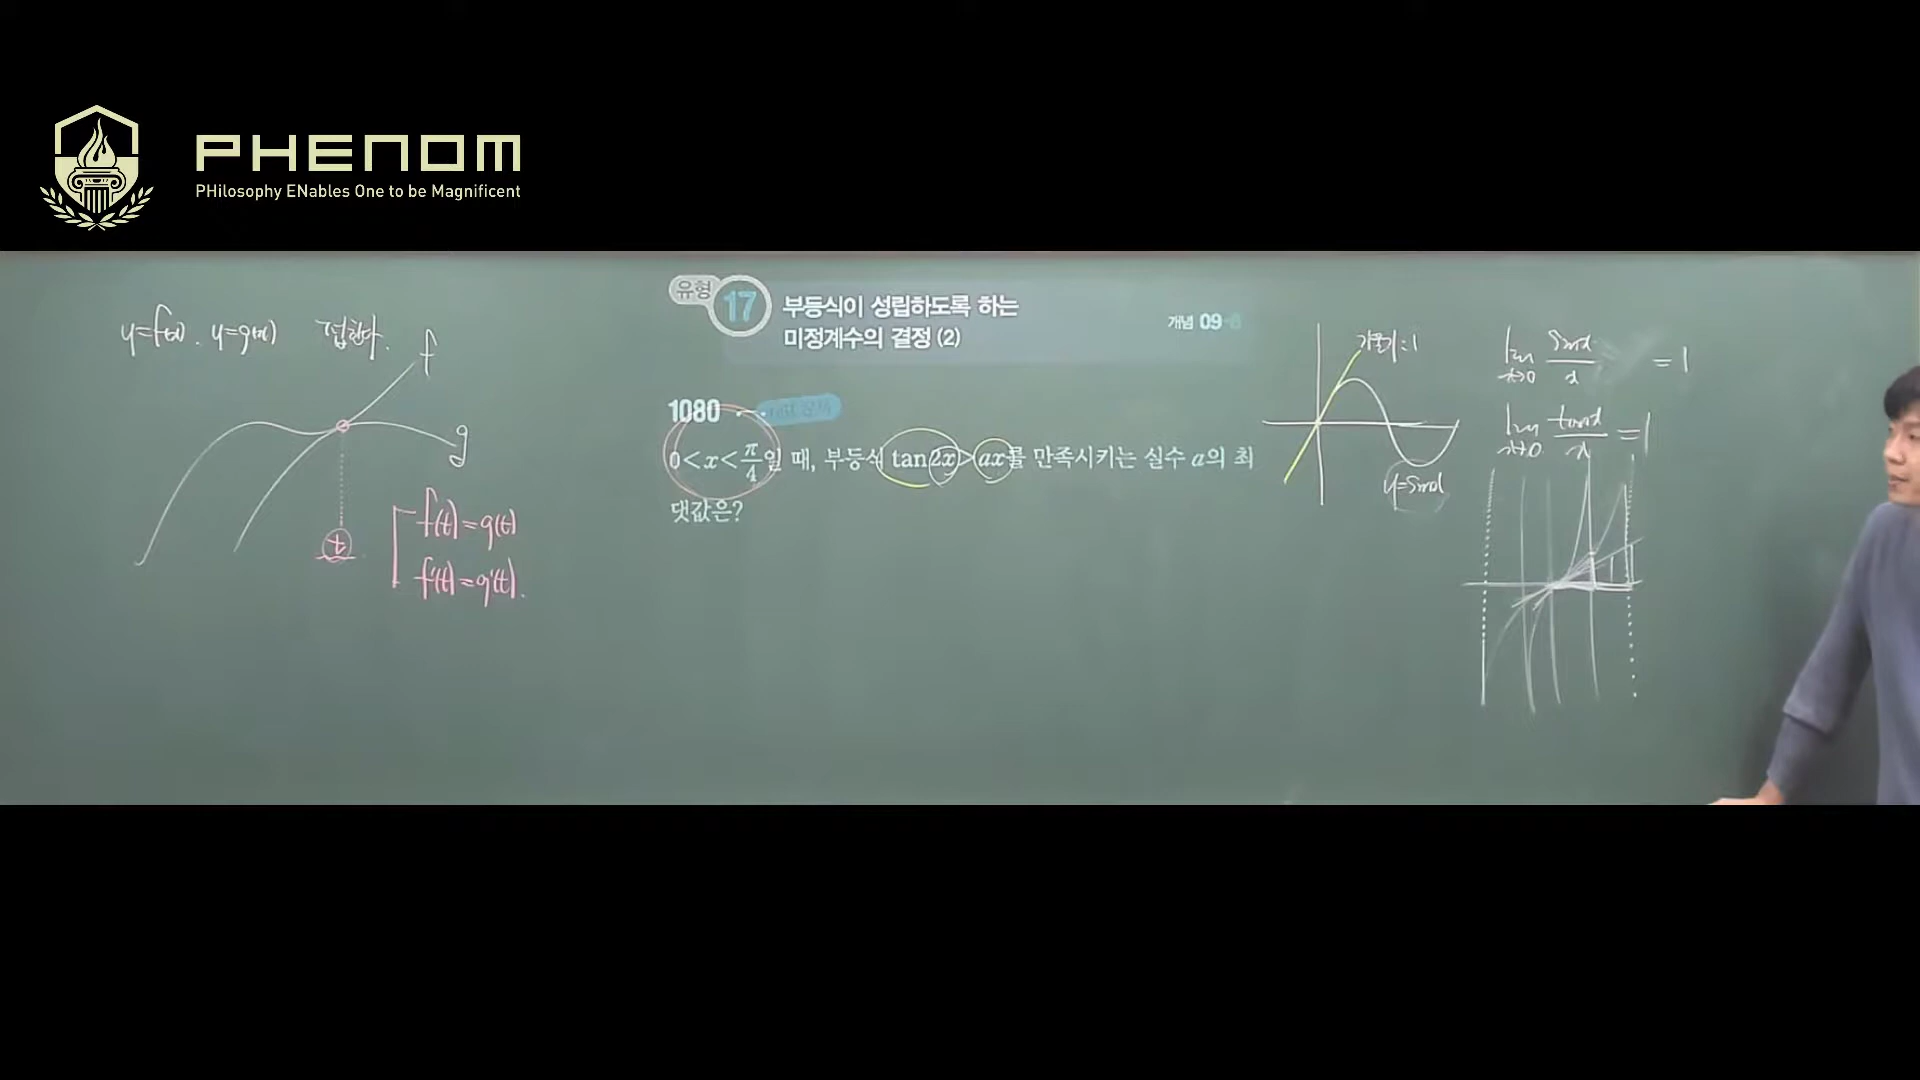 PHENOM
PHilosophy ENables One to be Magnificent
y=f(x), y=g(x) 접한다.
f
g
t
f(t)=g(t)
f'(t)=g'(t).
유형 17 부등식이 성립하도록 하는
미정계수의 결정 (2)
개념 09
1080
0<x<π/4일 때, 부등식 tan2x>ax를 만족시키는 실수 a의 최
댓값은?
기울기:1
y=sinx
lim x→0 sinx/x =1
lim x→0 tanx/x =1